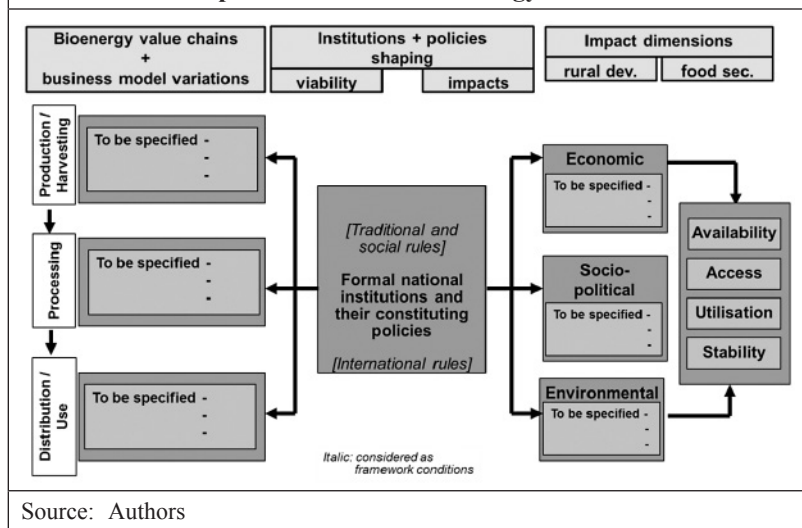 Bioenergy value chains
+
business model variations
Institutions + policies
shaping
viability
impacts
Impact dimensions
rural dev.
food sec.
Production /
Harvesting
To be specified -
-
-
Processing
To be specified -
-
-
Distribution /
Use
To be specified -
-
-
[Traditional and
social rules]
Formal national
institutions and
their constituting
policies
[International rules]
Italic: considered as
framework conditions
Economic
To be specified -
-
-
Socio-
political
To be specified -
-
-
Environmental
To be specified -
-
-
Availability
Access
Utilisation
Stability
Source: Authors